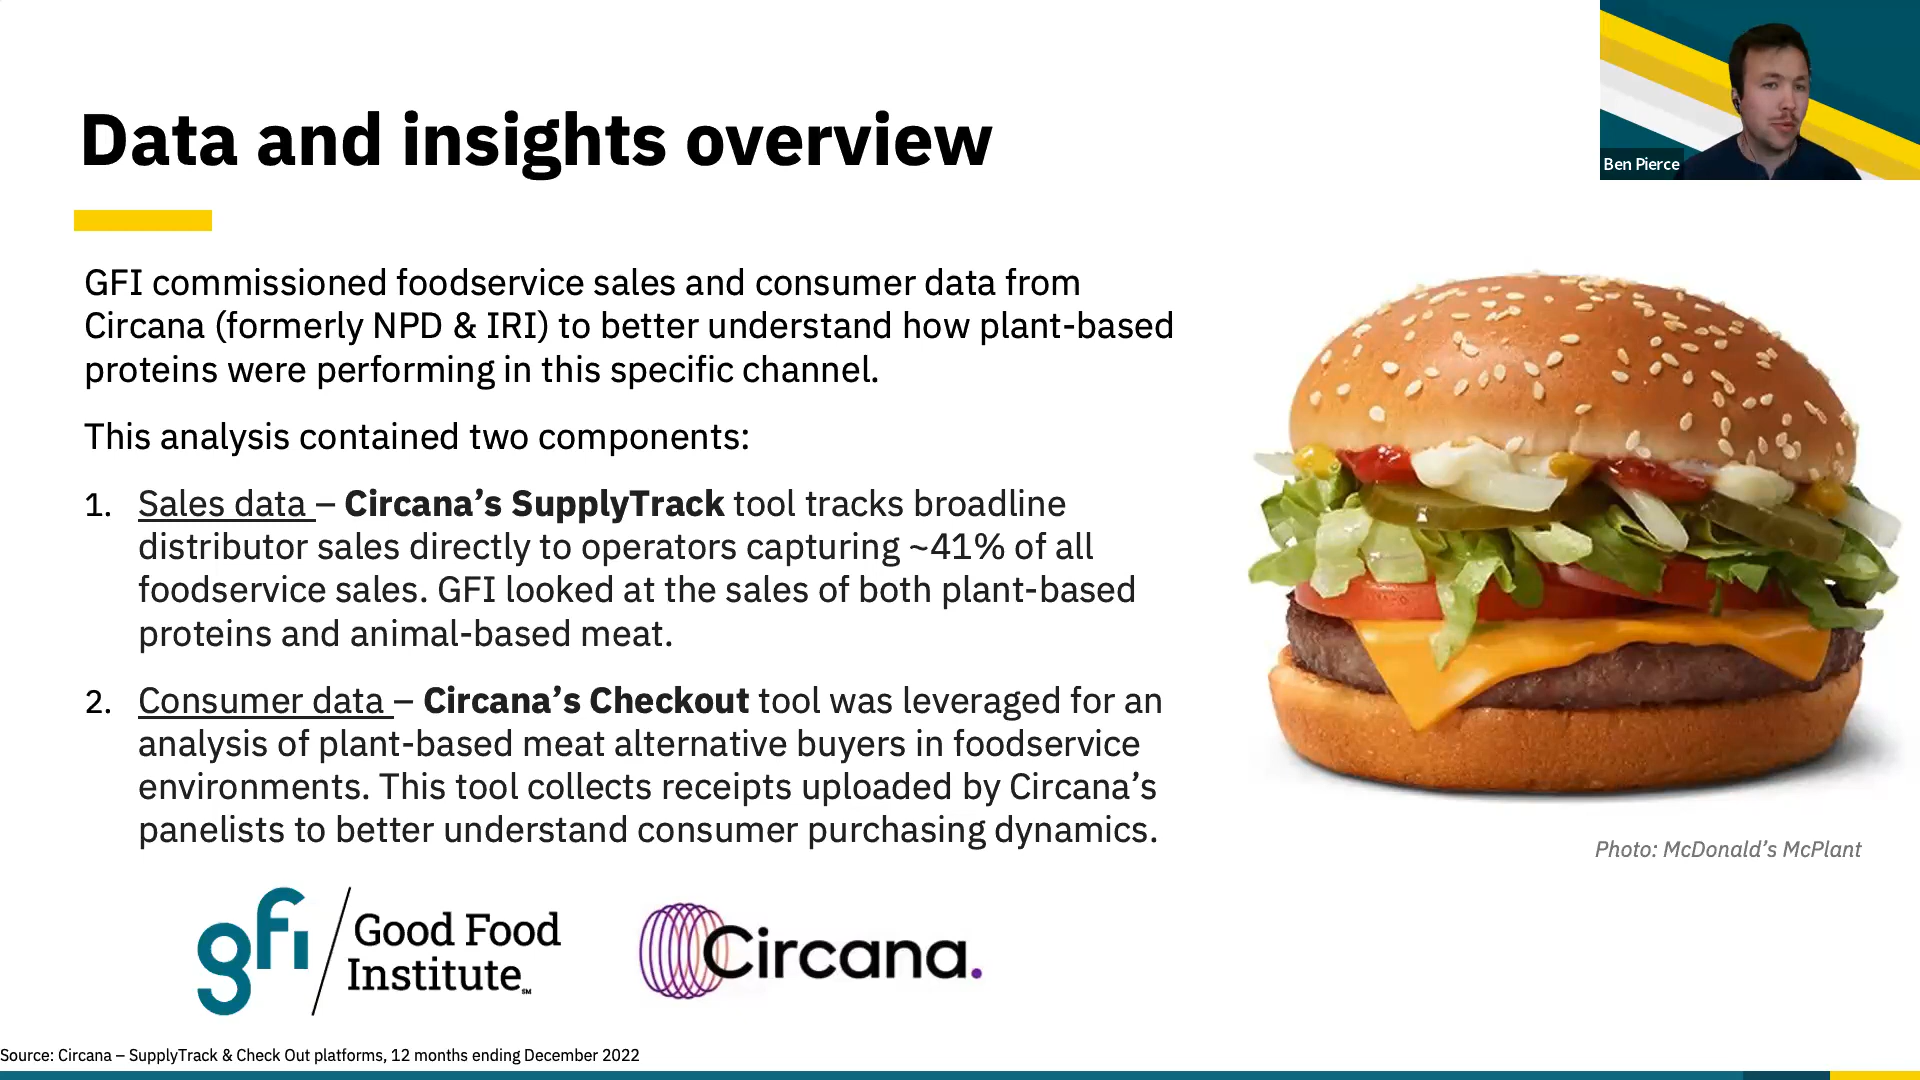 Data and insights overview
Ben Pierce
GFI commissioned foodservice sales and consumer data from
Circana (formerly NPD & IRI) to better understand how plant-based
proteins were performing in this specific channel.
This analysis contained two components:
1. Sales data – Circana’s SupplyTrack tool tracks broadline
distributor sales directly to operators capturing ~41% of all
foodservice sales. GFI looked at the sales of both plant-based
proteins and animal-based meat.
2. Consumer data – Circana’s Checkout tool was leveraged for an
analysis of plant-based meat alternative buyers in foodservice
environments. This tool collects receipts uploaded by Circana’s
panelists to better understand consumer purchasing dynamics.
Photo: McDonald’s McPlant
gfi
Good Food
Institute℠
Circana.
Source: Circana – SupplyTrack & Check Out platforms, 12 months ending December 2022